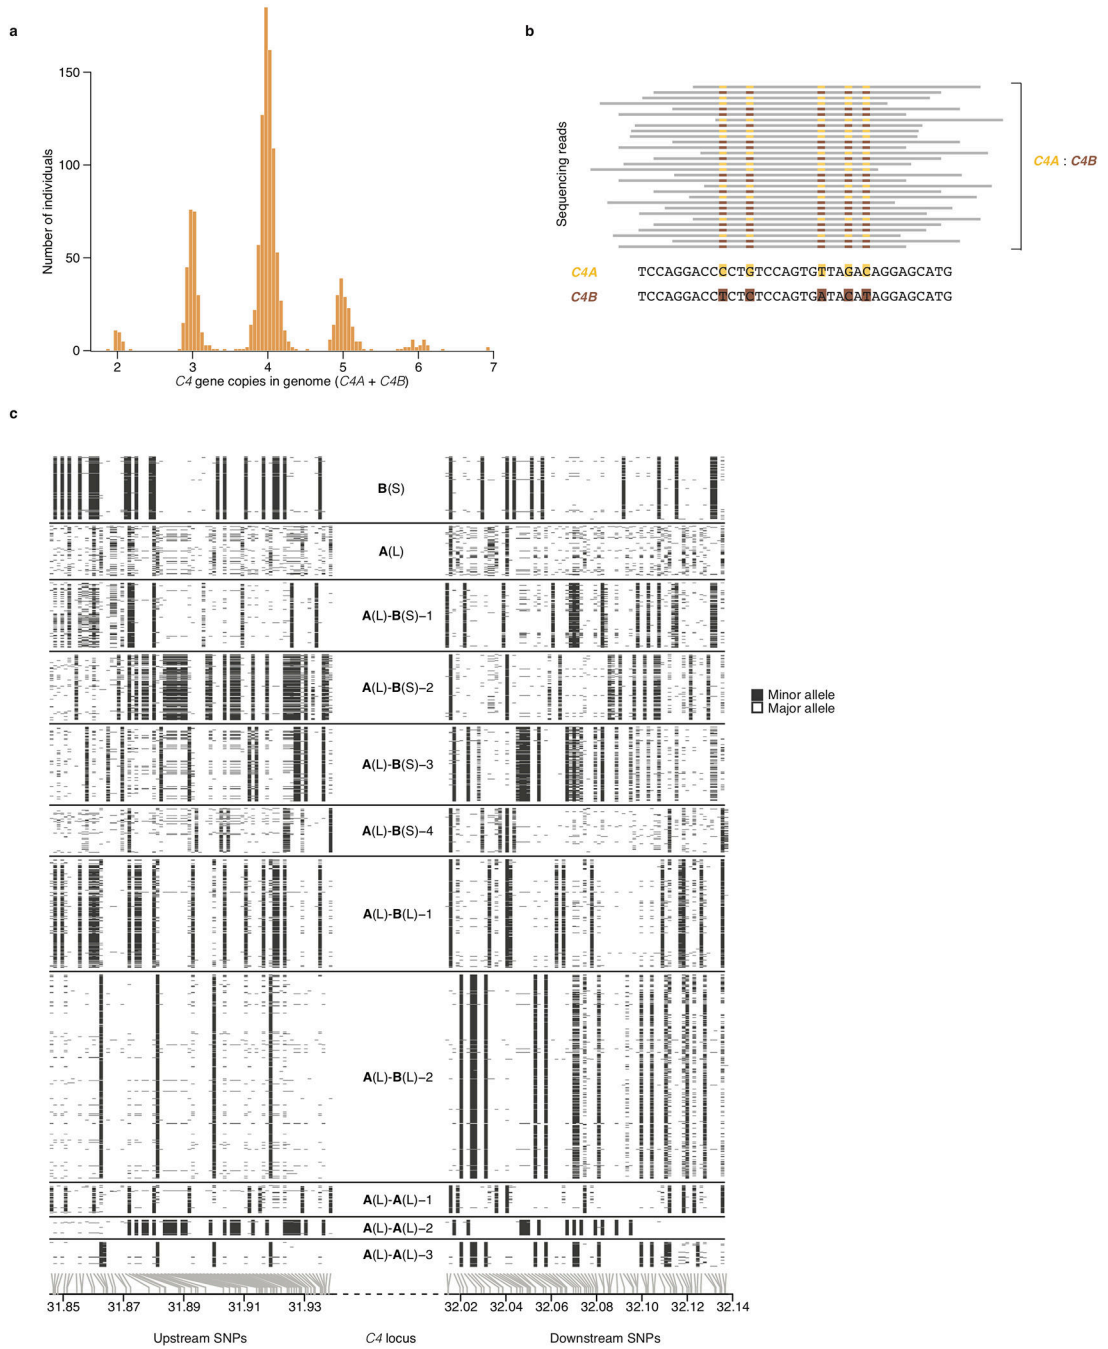 a
b
150
100
50
0
Number of individuals
2 3 4 5 6 7
C4 gene copies in genome (C4A + C4B)
Sequencing reads
C4A : C4B
C4A TCCAGGACCCCTGTCCAGTGTTAGACAGGAGCATG
C4B TCCAGGACCTCTCTCCAGTGATACATAGGAGCATG
c
B(S)
A(L)
A(L)-B(S)–1
A(L)-B(S)–2
A(L)-B(S)–3
A(L)-B(S)–4
A(L)-B(L)–1
A(L)-B(L)–2
A(L)-A(L)–1
A(L)-A(L)–2
A(L)-A(L)–3
Minor allele
Major allele
31.85 31.87 31.89 31.91 31.93 32.02 32.04 32.06 32.08 32.10 32.12 32.14
Upstream SNPs C4 locus Downstream SNPs